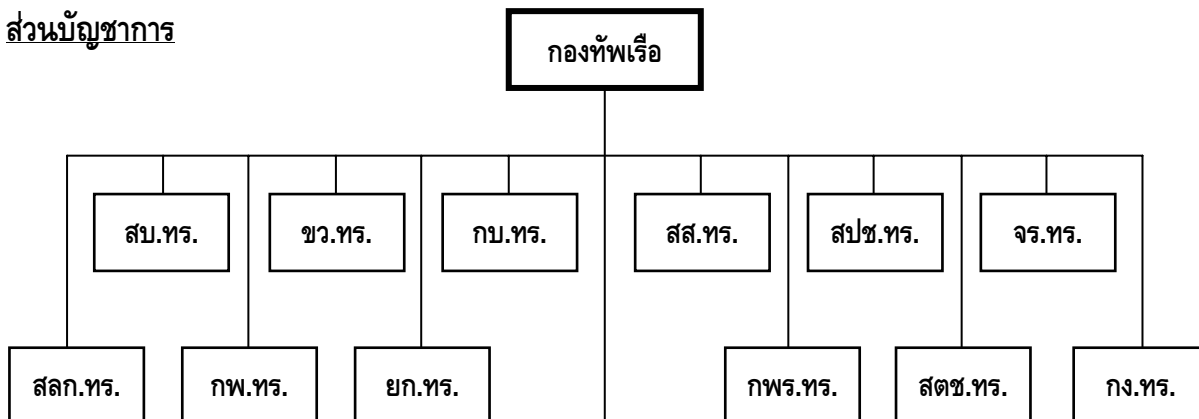 ส่วนบัญชาการ
กองทัพเรือ
สบ.ทร. ขว.ทร. กบ.ทร. สส.ทร. สปช.ทร. จร.ทร.
สลก.ทร. กพ.ทร. ยก.ทร. กพร.ทร. สตช.ทร. กง.ทร.